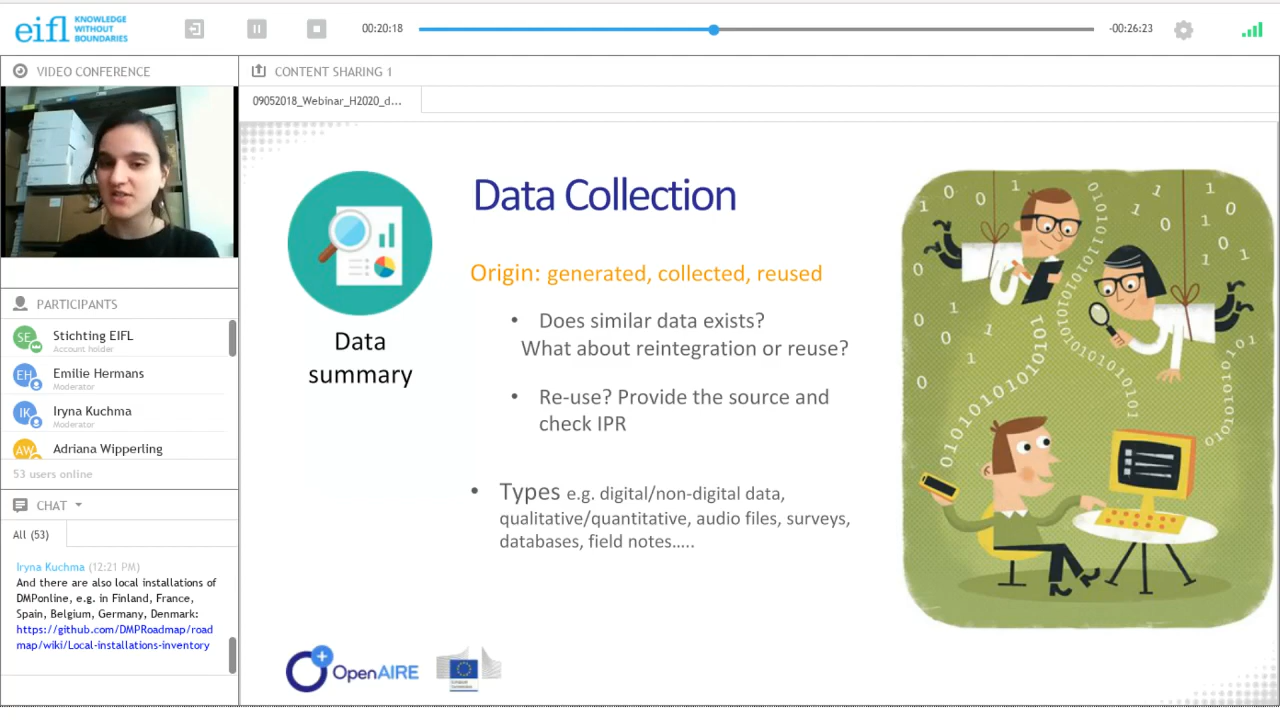 eifl KNOWLEDGE
WITHOUT
BOUNDARIES
00:20:18
-00:26:23
VIDEO CONFERENCE
CONTENT SHARING 1
09052018_Webinar_H2020_d...
PARTICIPANTS
SE Stichting EIFL
Account holder
EH Emilie Hermans
Moderator
IK Iryna Kuchma
Moderator
AW Adriana Wipperling
53 users online
CHAT
All (53)
Iryna Kuchma (12:21 PM)
And there are also local installations of
DMPonline, e.g. in Finland, France,
Spain, Belgium, Germany, Denmark:
https://github.com/DMPRoadmap/road
map/wiki/Local-installations-inventory
Data
summary
Data Collection
Origin: generated, collected, reused
• Does similar data exists?
What about reintegration or reuse?
• Re-use? Provide the source and
check IPR
• Types e.g. digital/non-digital data,
qualitative/quantitative, audio files, surveys,
databases, field notes…..
OpenAIRE